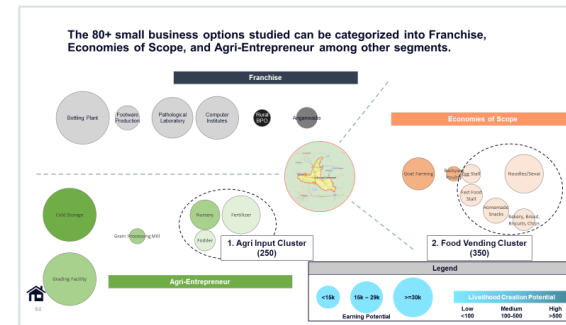 The 80+ small business options studied can be categorized into Franchise,
Economies of Scope, and Agri-Entrepreneur among other segments.
Franchise
Bottling Plant
Footware
Production
Pathological
Laboratory
Computer
Institutes
Rural
BPO
Anganwadis
Economies of Scope
Goat Farming
Egg Stall
Noodles/Sevai
Fast Food
Stall
Homemade
Snacks
Bakery, Bread,
Biscuits, Chips
Cold Storage
Grain Processing Mill
Nursery
Fertilizer
Fodder
1. Agri Input Cluster
(250)
2. Food Vending Cluster
(350)
Grading Facility
Agri-Entrepreneur
Legend
<15k
15k – 29k
>=30k
Earning Potential
Livelihood Creation Potential
Low
<100
Medium
100-500
High
>500